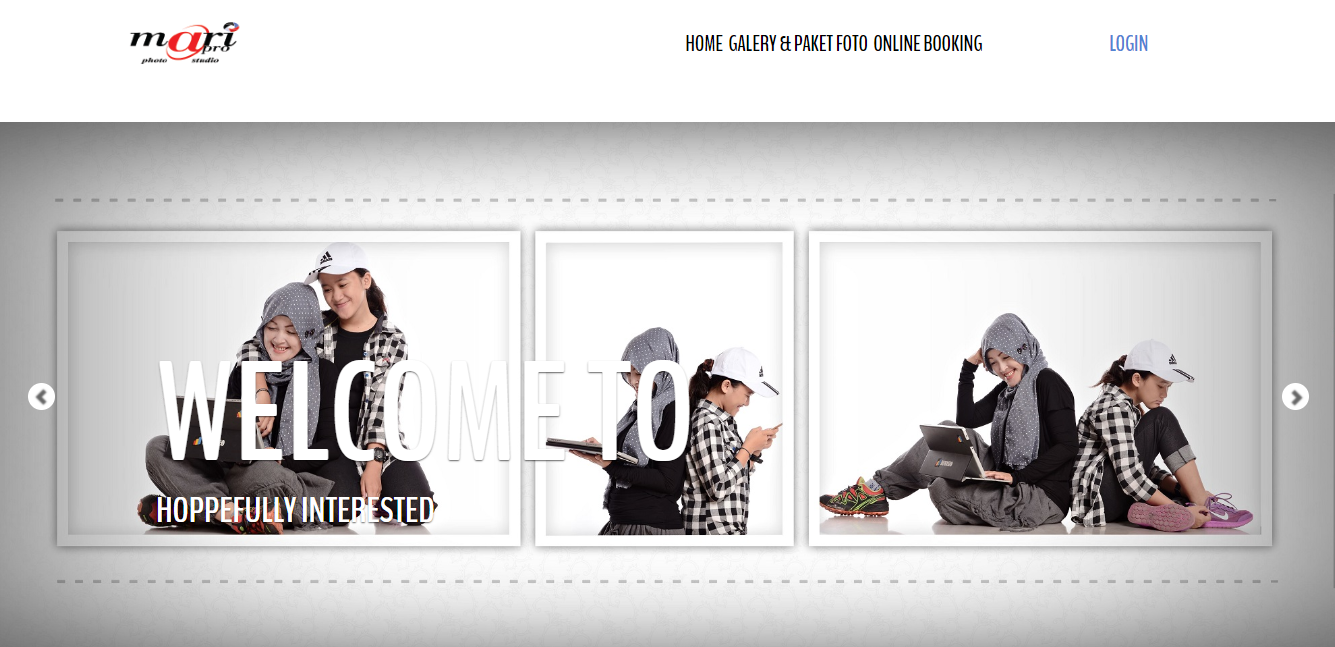 mari
pro
photo studio
HOME GALERY & PAKET FOTO ONLINE BOOKING
LOGIN
WELCOME TO
HOPPEFULLY INTERESTED